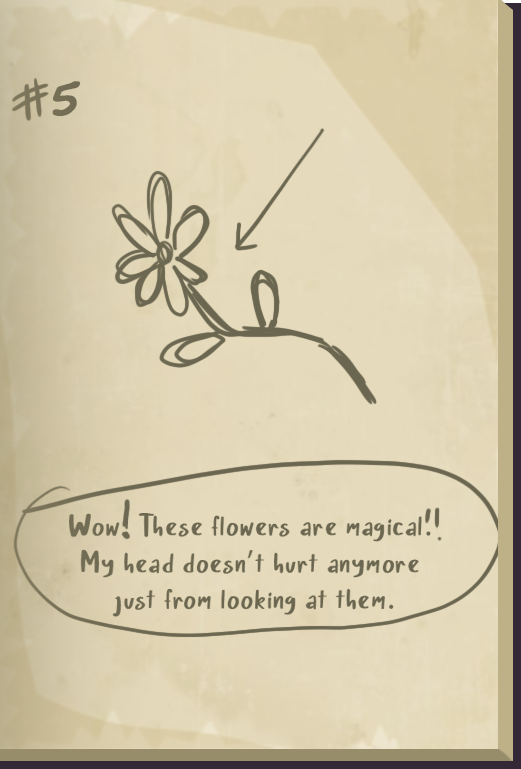 #5
Wow! These flowers are magical!!
My head doesn't hurt anymore
just from looking at them.